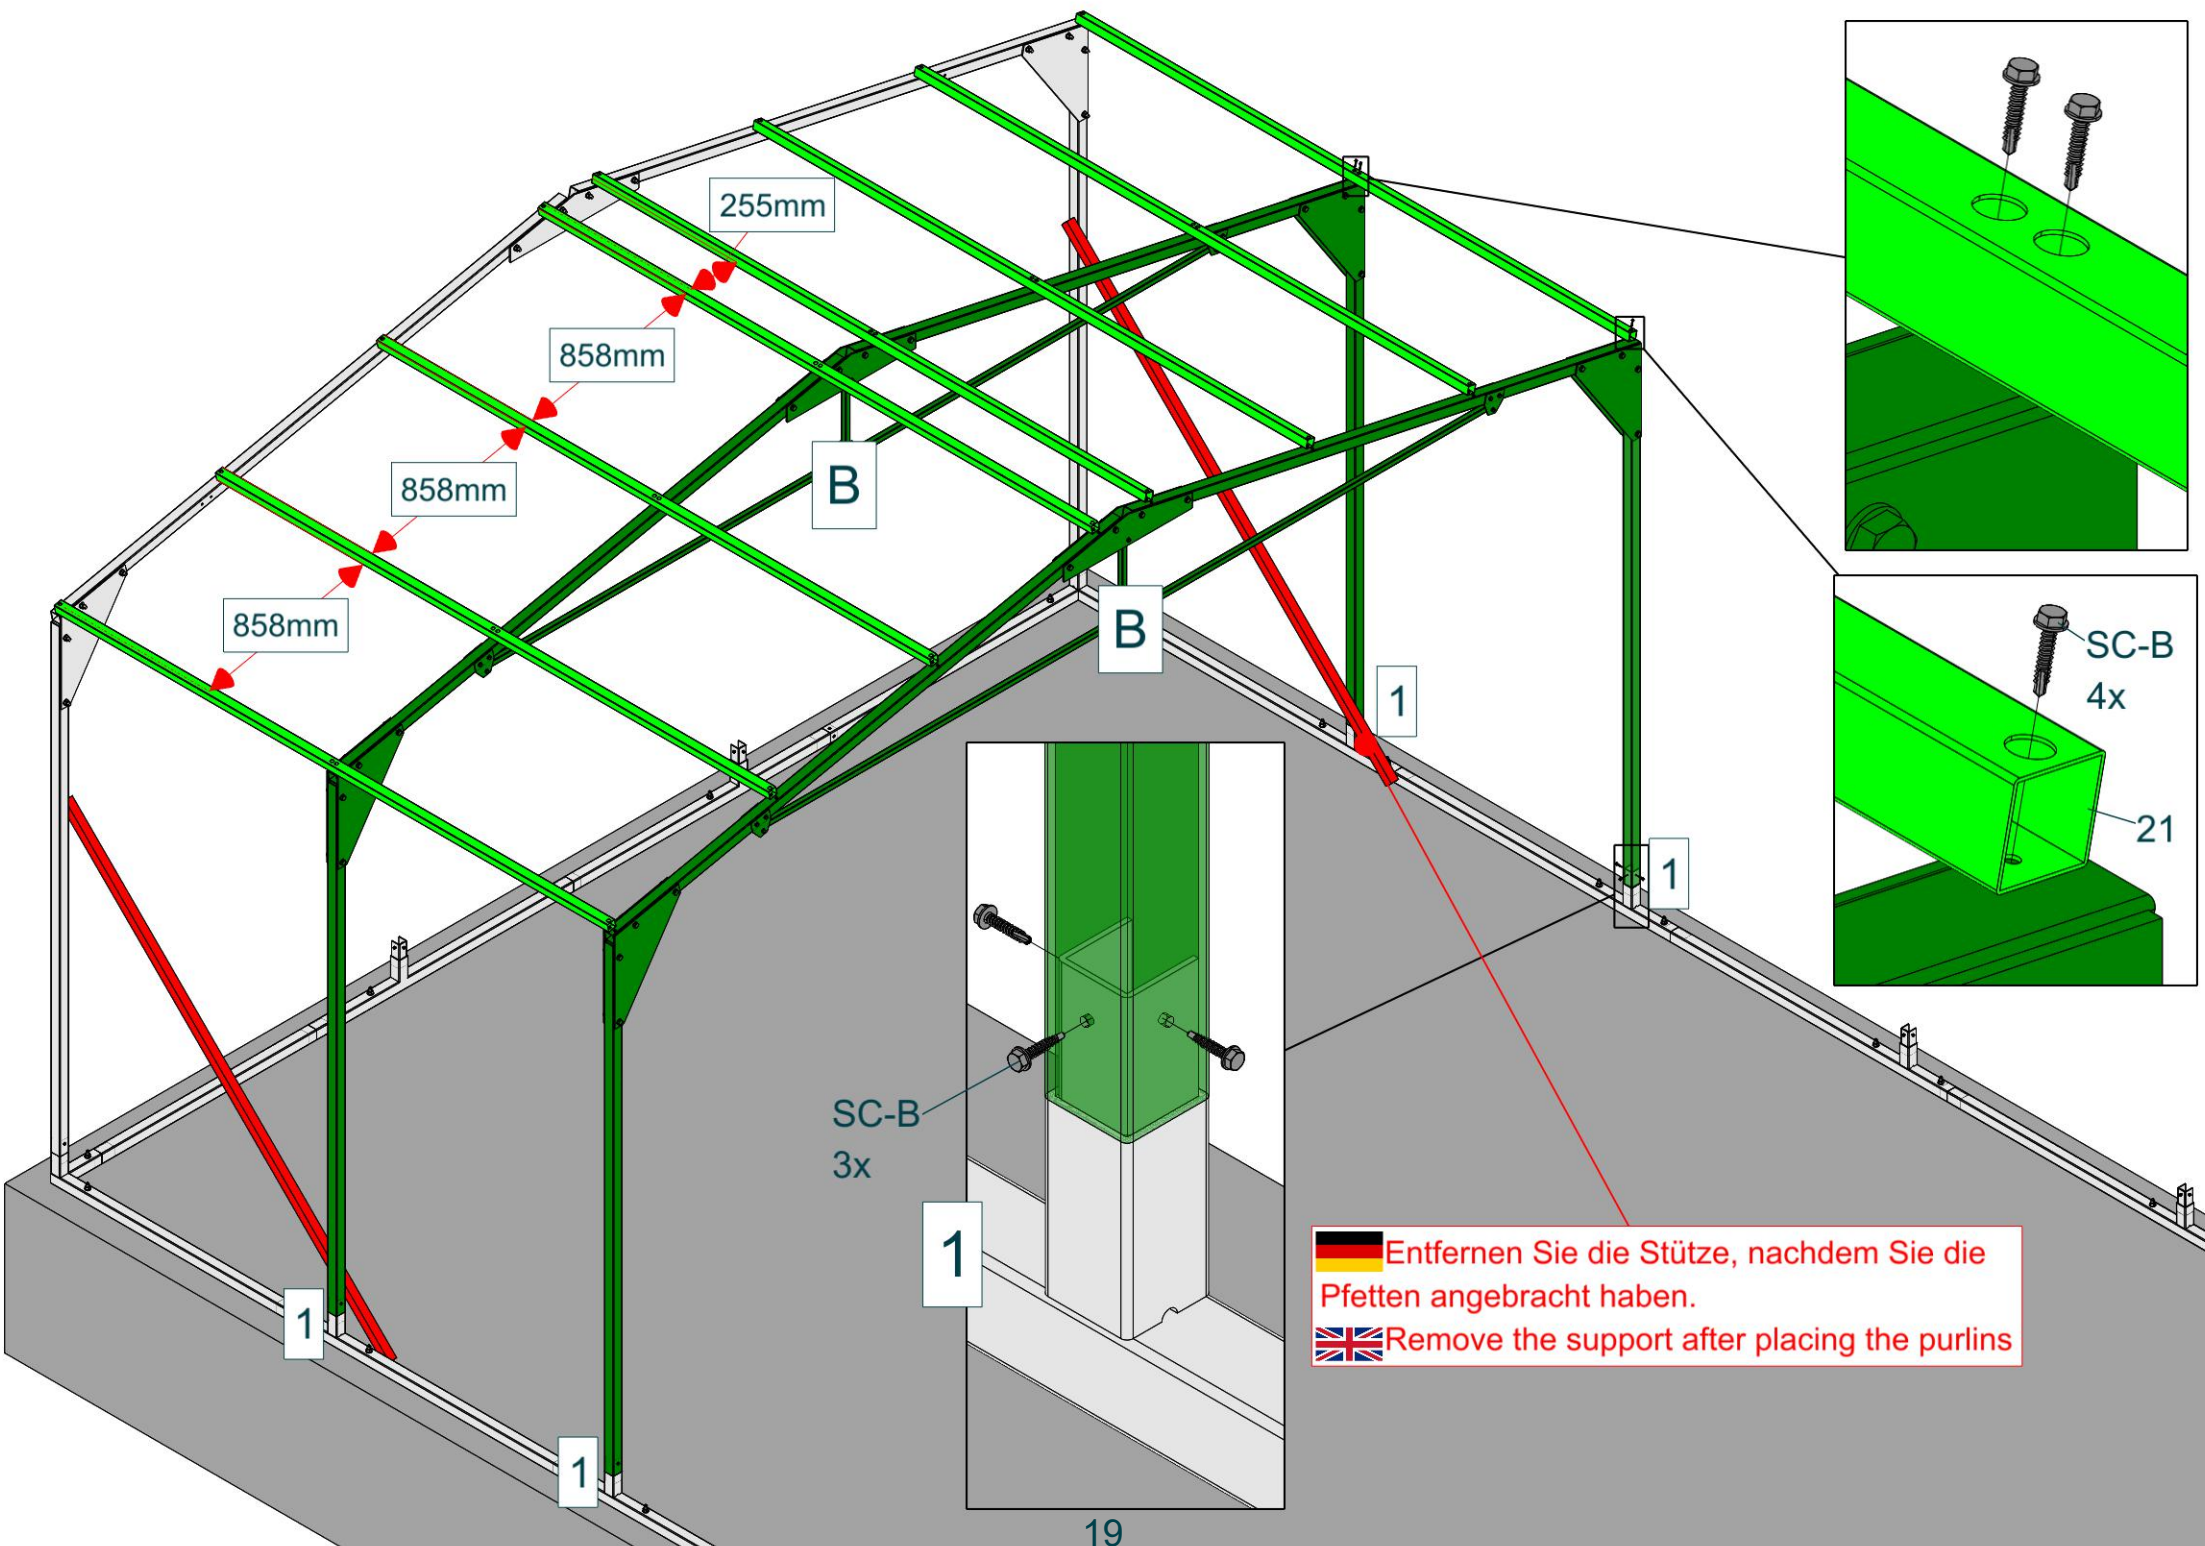 255mm
858mm
858mm
858mm
B
B
1
1
SC-B
4x
21
SC-B
3x
1
1
1
Entfernen Sie die Stütze, nachdem Sie die
Pfetten angebracht haben.
Remove the support after placing the purlins
19